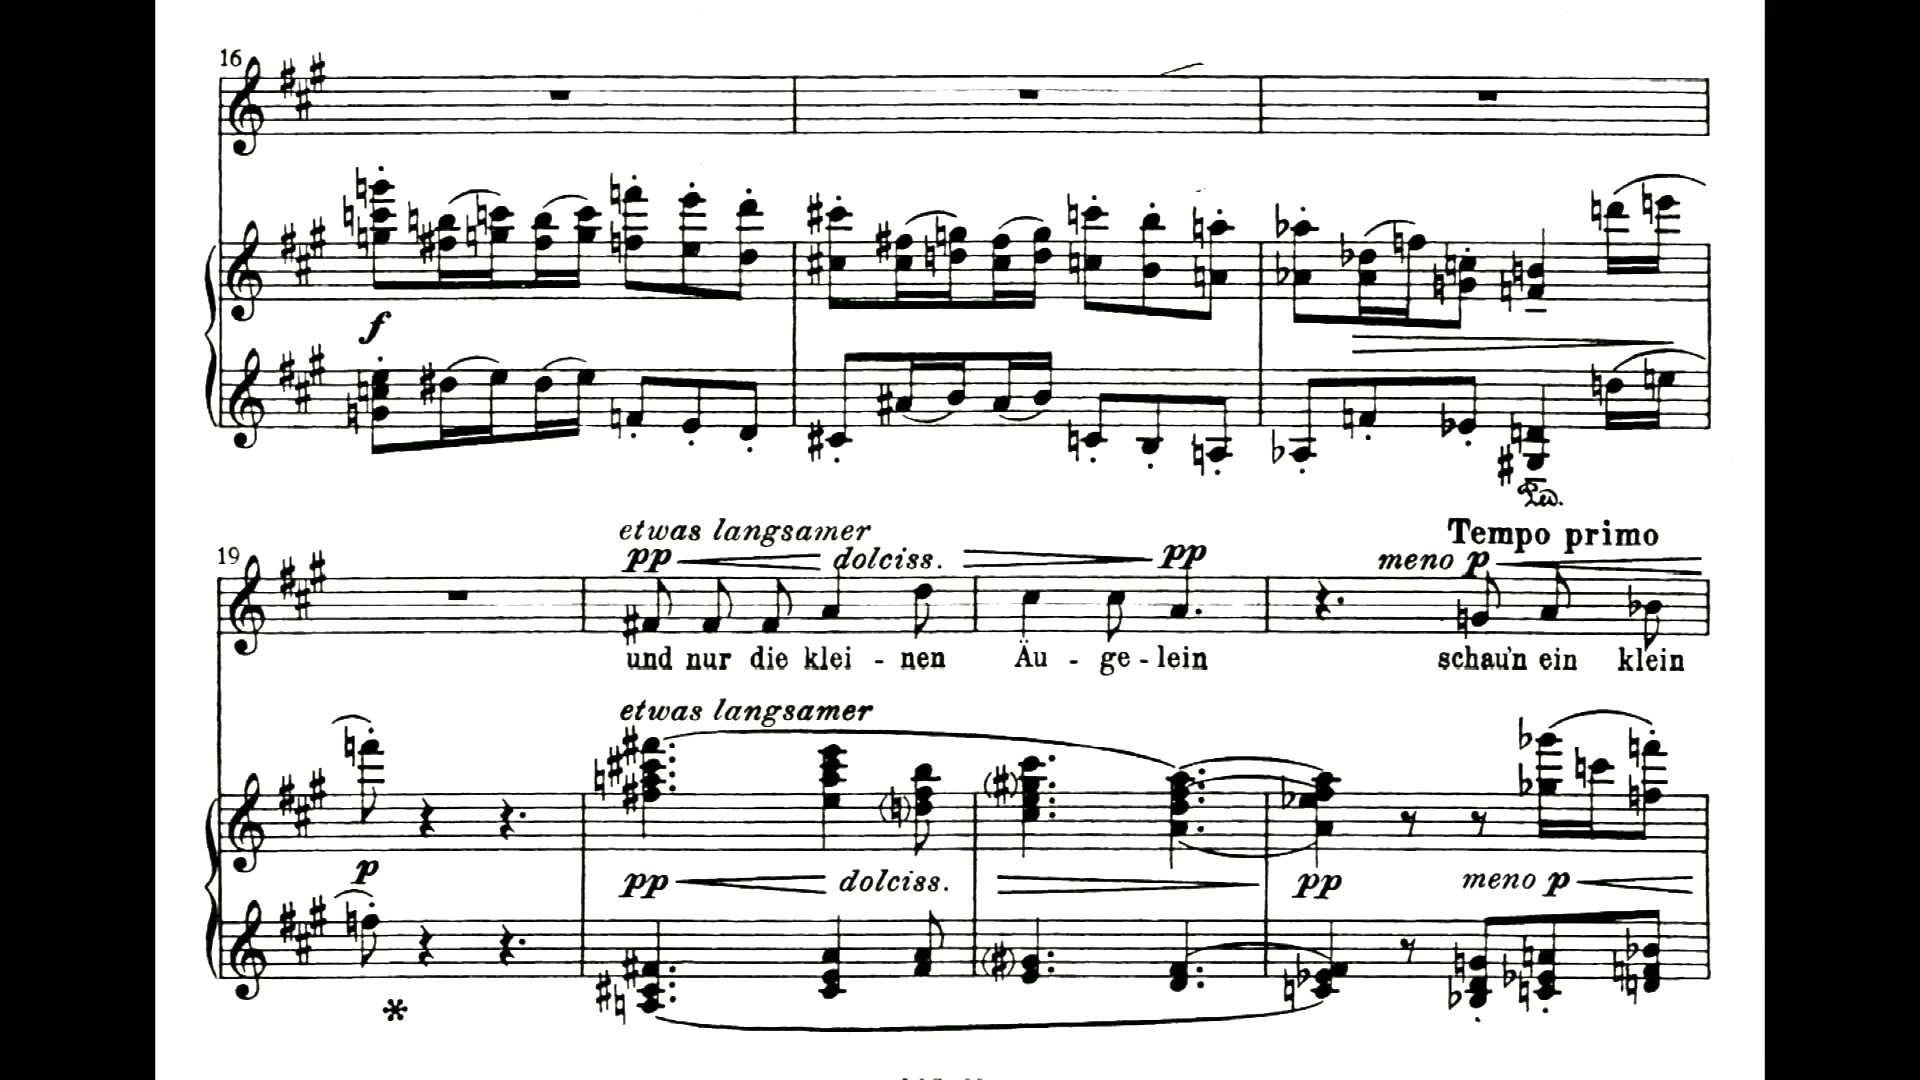 16
f
Ped.
19
etwas langsamer
Tempo primo
pp dolciss. pp meno p
und nur die klei - nen Äu - ge - lein schau'n ein klein
etwas langsamer
p pp dolciss. pp meno p
*